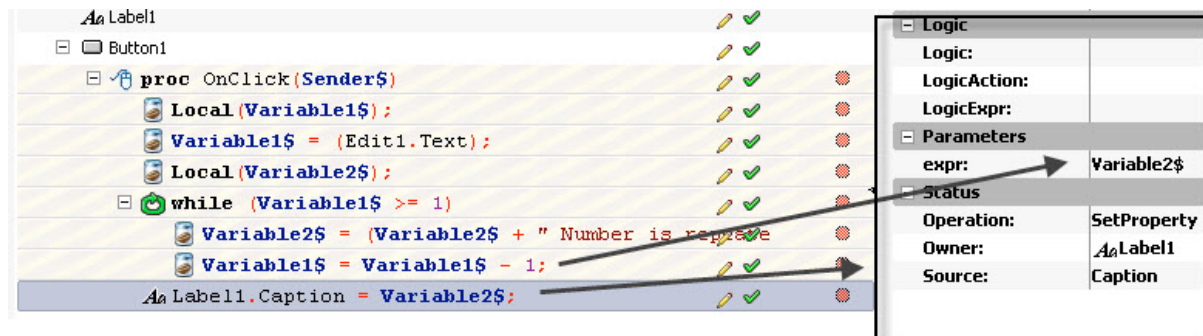 Label1
Button1
proc OnClick(Sender$)
Local(Variable1$);
Variable1$ = (Edit1.Text);
Local(Variable2$);
while (Variable1$ >= 1)
Variable2$ = (Variable2$ + " Number is
Variable1$ = Variable1$ - 1;
Label1.Caption = Variable2$;
Logic
Logic:
LogicAction:
LogicExpr:
Parameters
expr: Variable2$
Status
Operation: SetProperty
Owner: Label1
Source: Caption